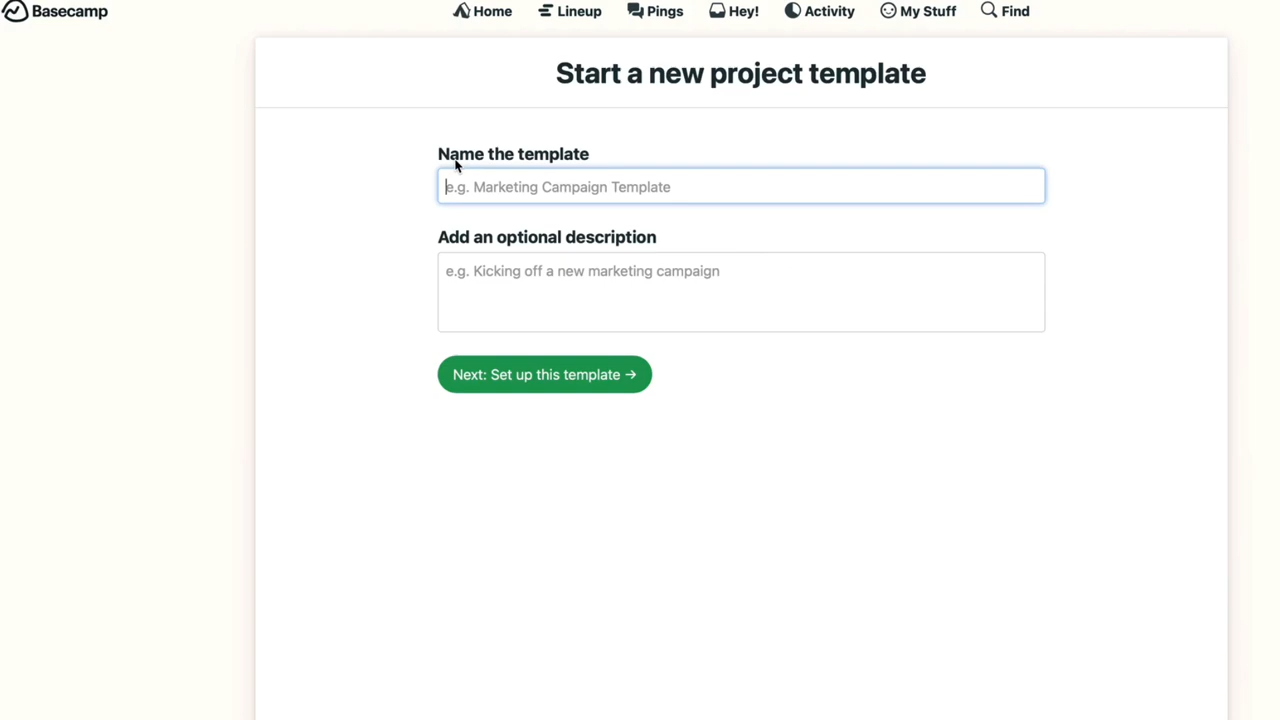 Basecamp
Home Lineup Pings Hey! Activity My Stuff Find
Start a new project template
Name the template
e.g. Marketing Campaign Template
Add an optional description
e.g. Kicking off a new marketing campaign
Next: Set up this template →